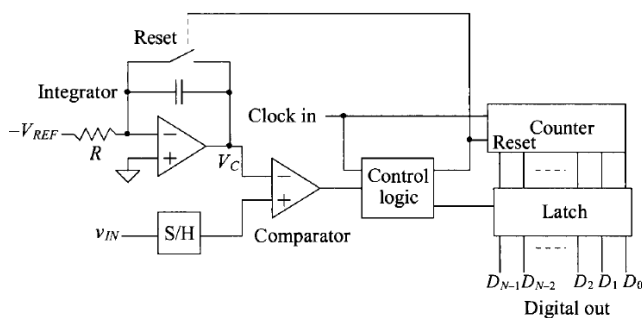 Reset
Integrator
−V_REF
R
V_C
Clock in
Counter
Reset
Control
logic
Latch
Comparator
v_IN
S/H
D_N−1 D_N−2 D_2 D_1 D_0
Digital out